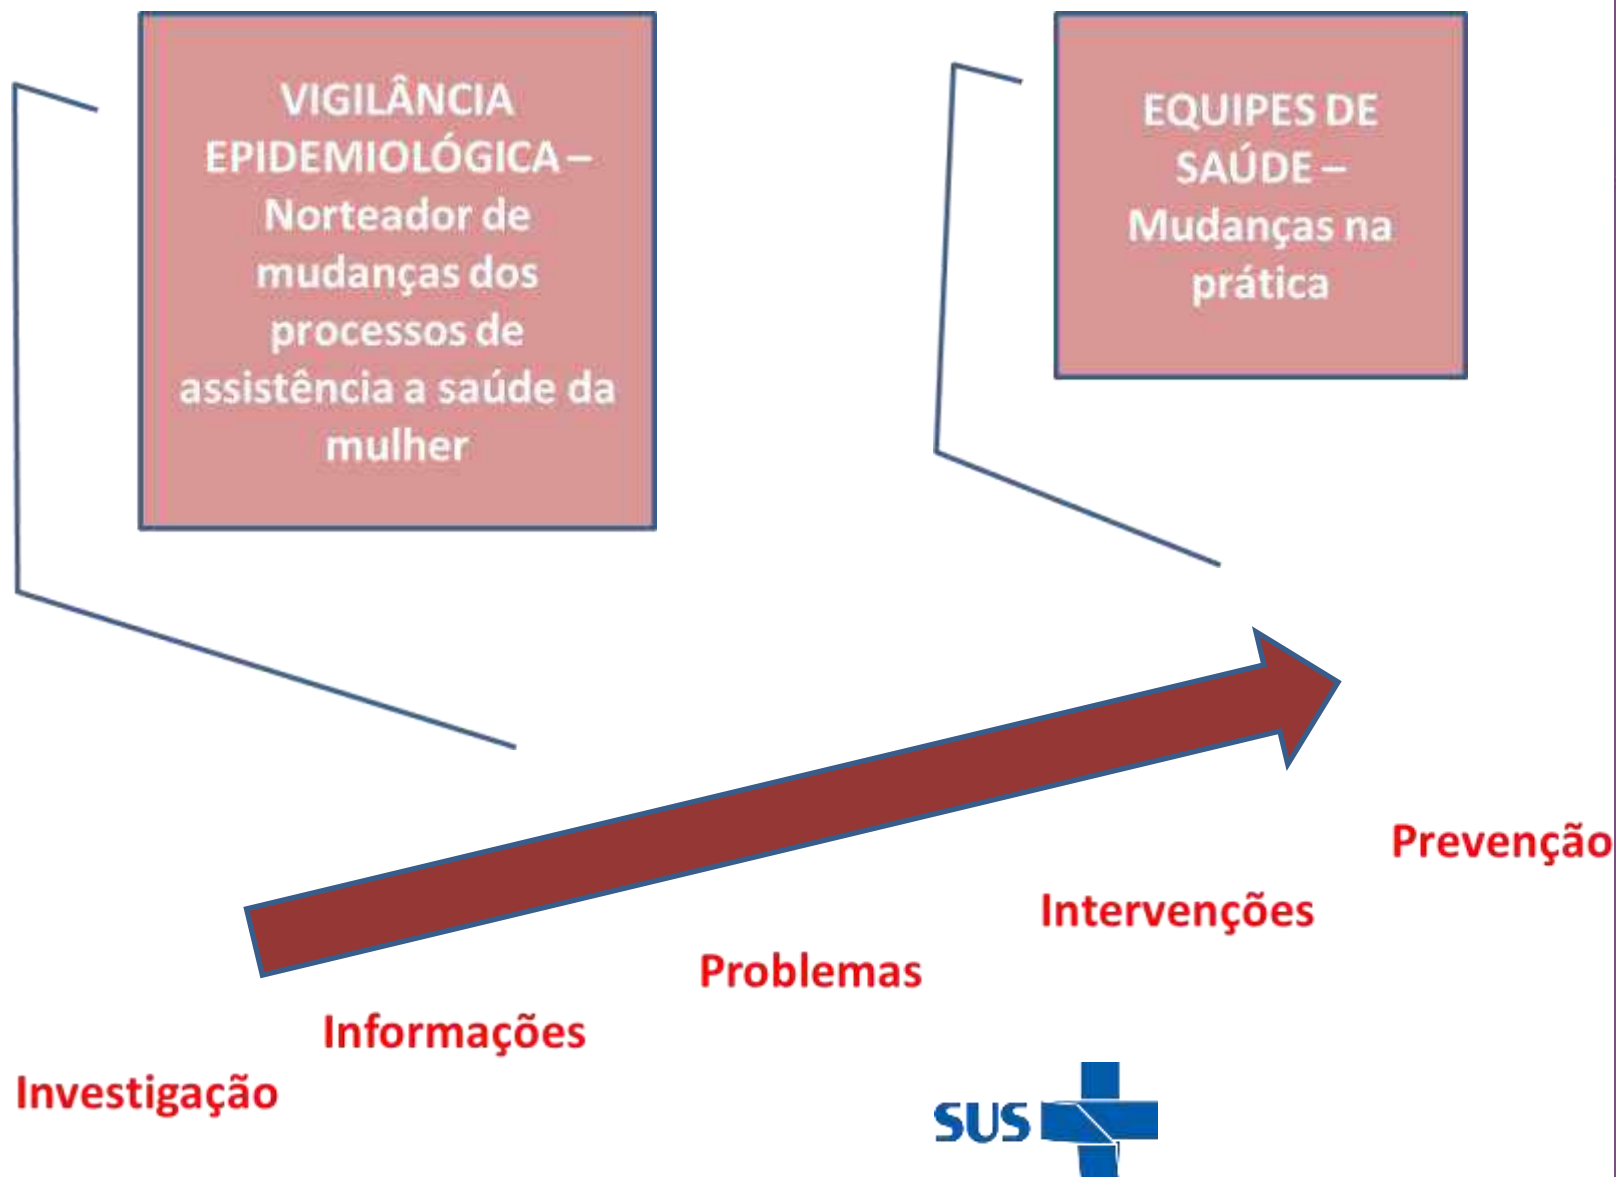 VIGILÂNCIA
EPIDEMIOLÓGICA –
Norteador de
mudanças dos
processos de
assistência a saúde da
mulher
EQUIPES DE
SAÚDE –
Mudanças na
prática
Prevenção
Intervenções
Problemas
Informações
Investigação
SUS